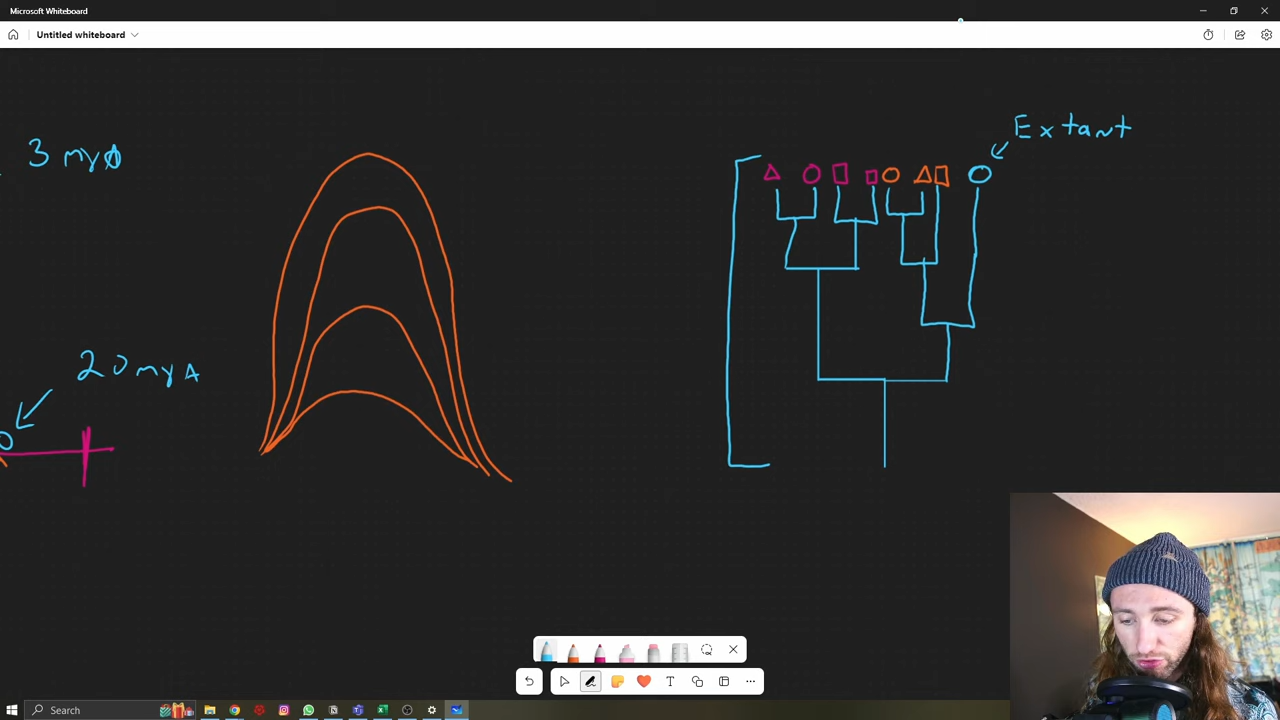 Microsoft Whiteboard
Untitled whiteboard
Extant
3 mya
20 myA
T
Search